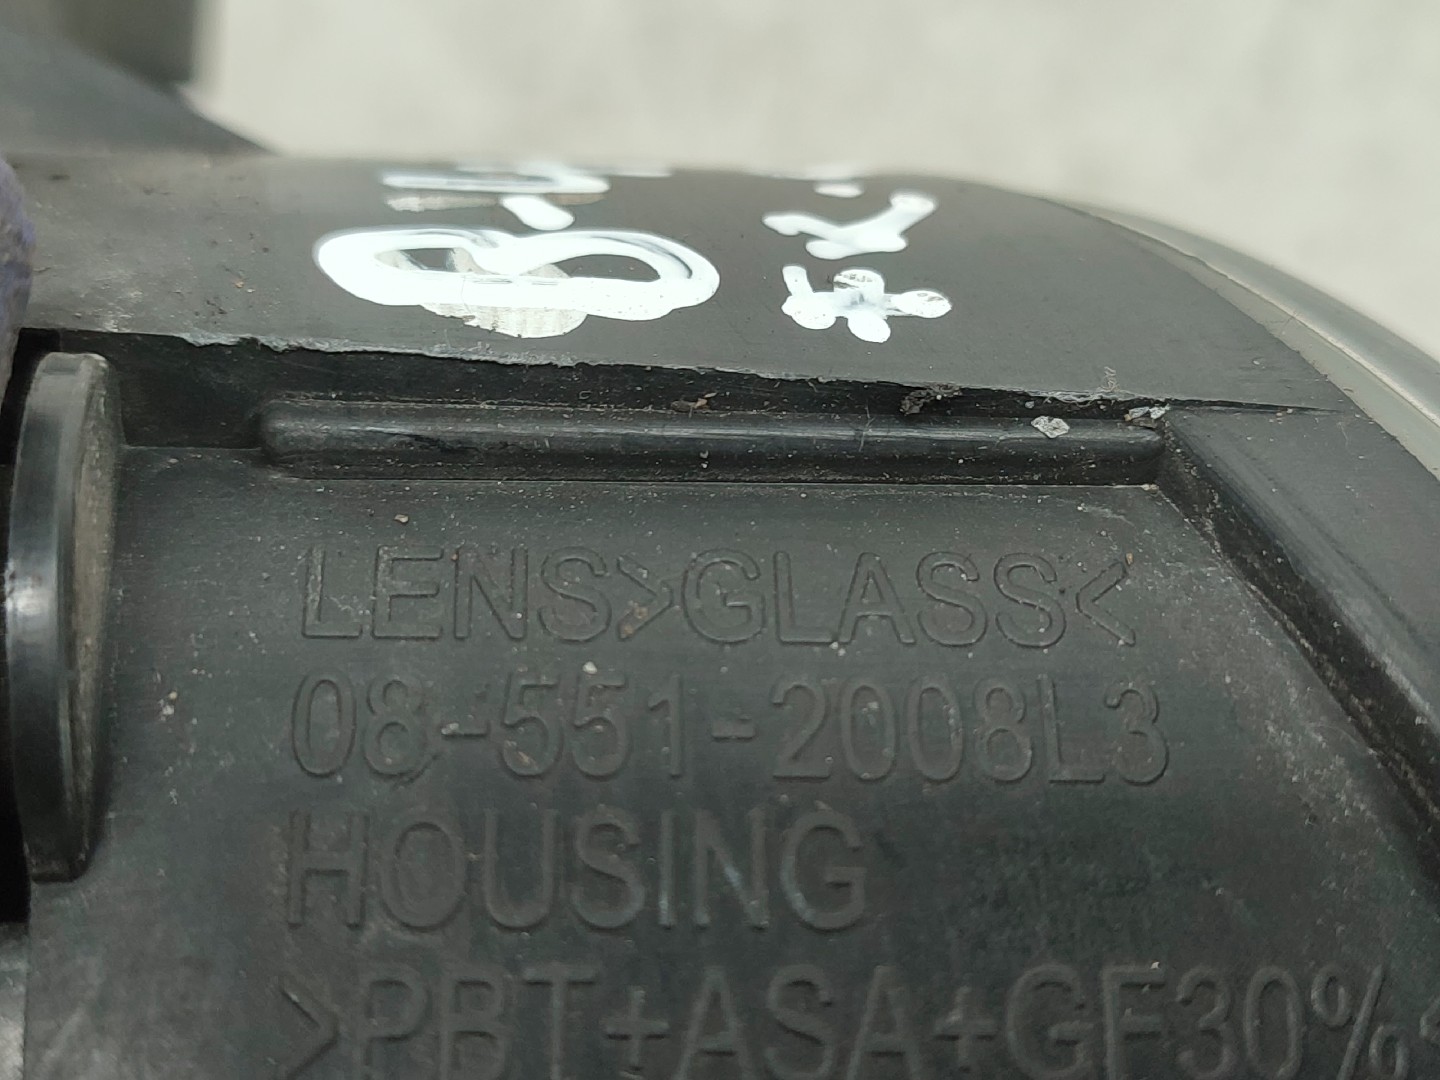 LENS>GLASS<
08-551-2008L3
HOUSING
>PBT+ASA+GF30%<